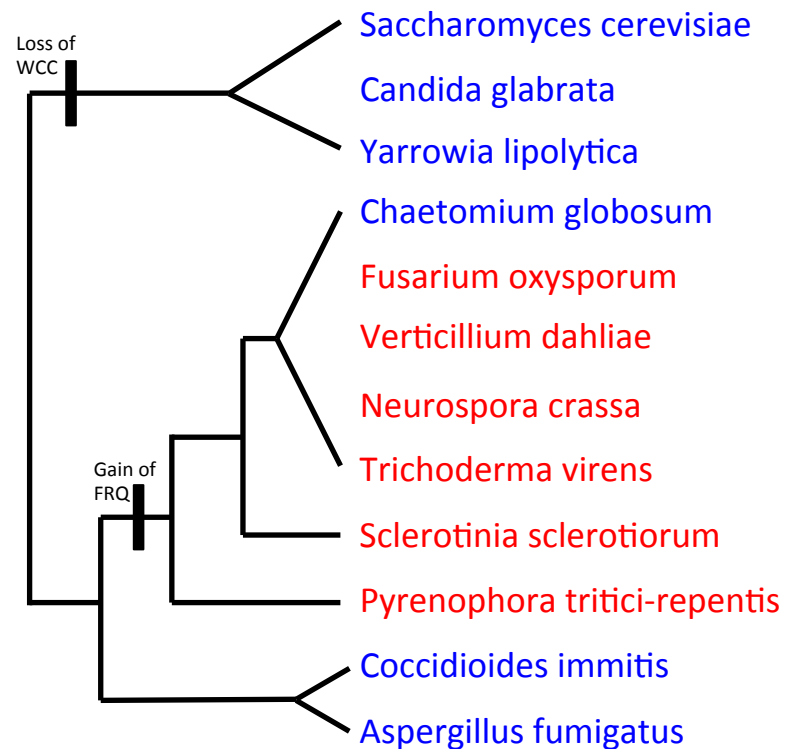 Saccharomyces cerevisiae
Loss of
WCC
Candida glabrata
Yarrowia lipolytica
Chaetomium globosum
Fusarium oxysporum
Verticillium dahliae
Neurospora crassa
Gain of
FRQ
Trichoderma virens
Sclerotinia sclerotiorum
Pyrenophora tritici-repentis
Coccidioides immitis
Aspergillus fumigatus